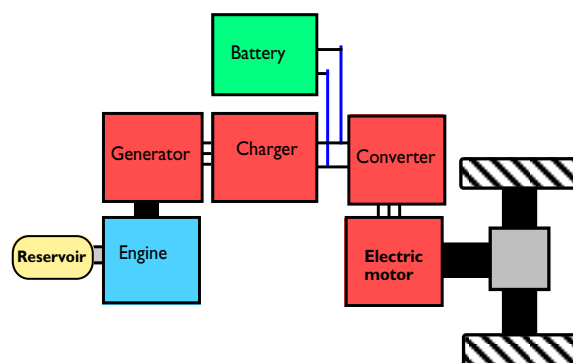 Battery
Generator
Charger
Converter
Reservoir
Engine
Electric
motor